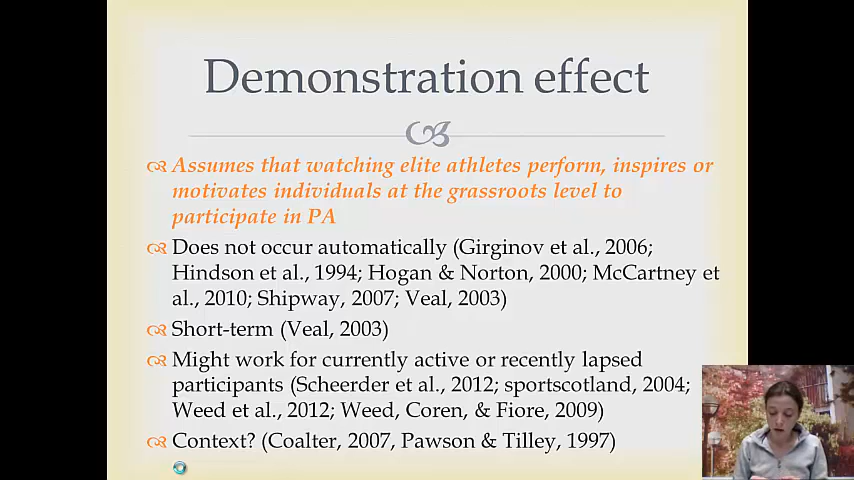 Demonstration effect
Assumes that watching elite athletes perform, inspires or
motivates individuals at the grassroots level to
participate in PA
Does not occur automatically (Girginov et al., 2006;
Hindson et al., 1994; Hogan & Norton, 2000; McCartney et
al., 2010; Shipway, 2007; Veal, 2003)
Short-term (Veal, 2003)
Might work for currently active or recently lapsed
participants (Scheerder et al., 2012; sportscotland, 2004;
Weed et al., 2012; Weed, Coren, & Fiore, 2009)
Context? (Coalter, 2007, Pawson & Tilley, 1997)